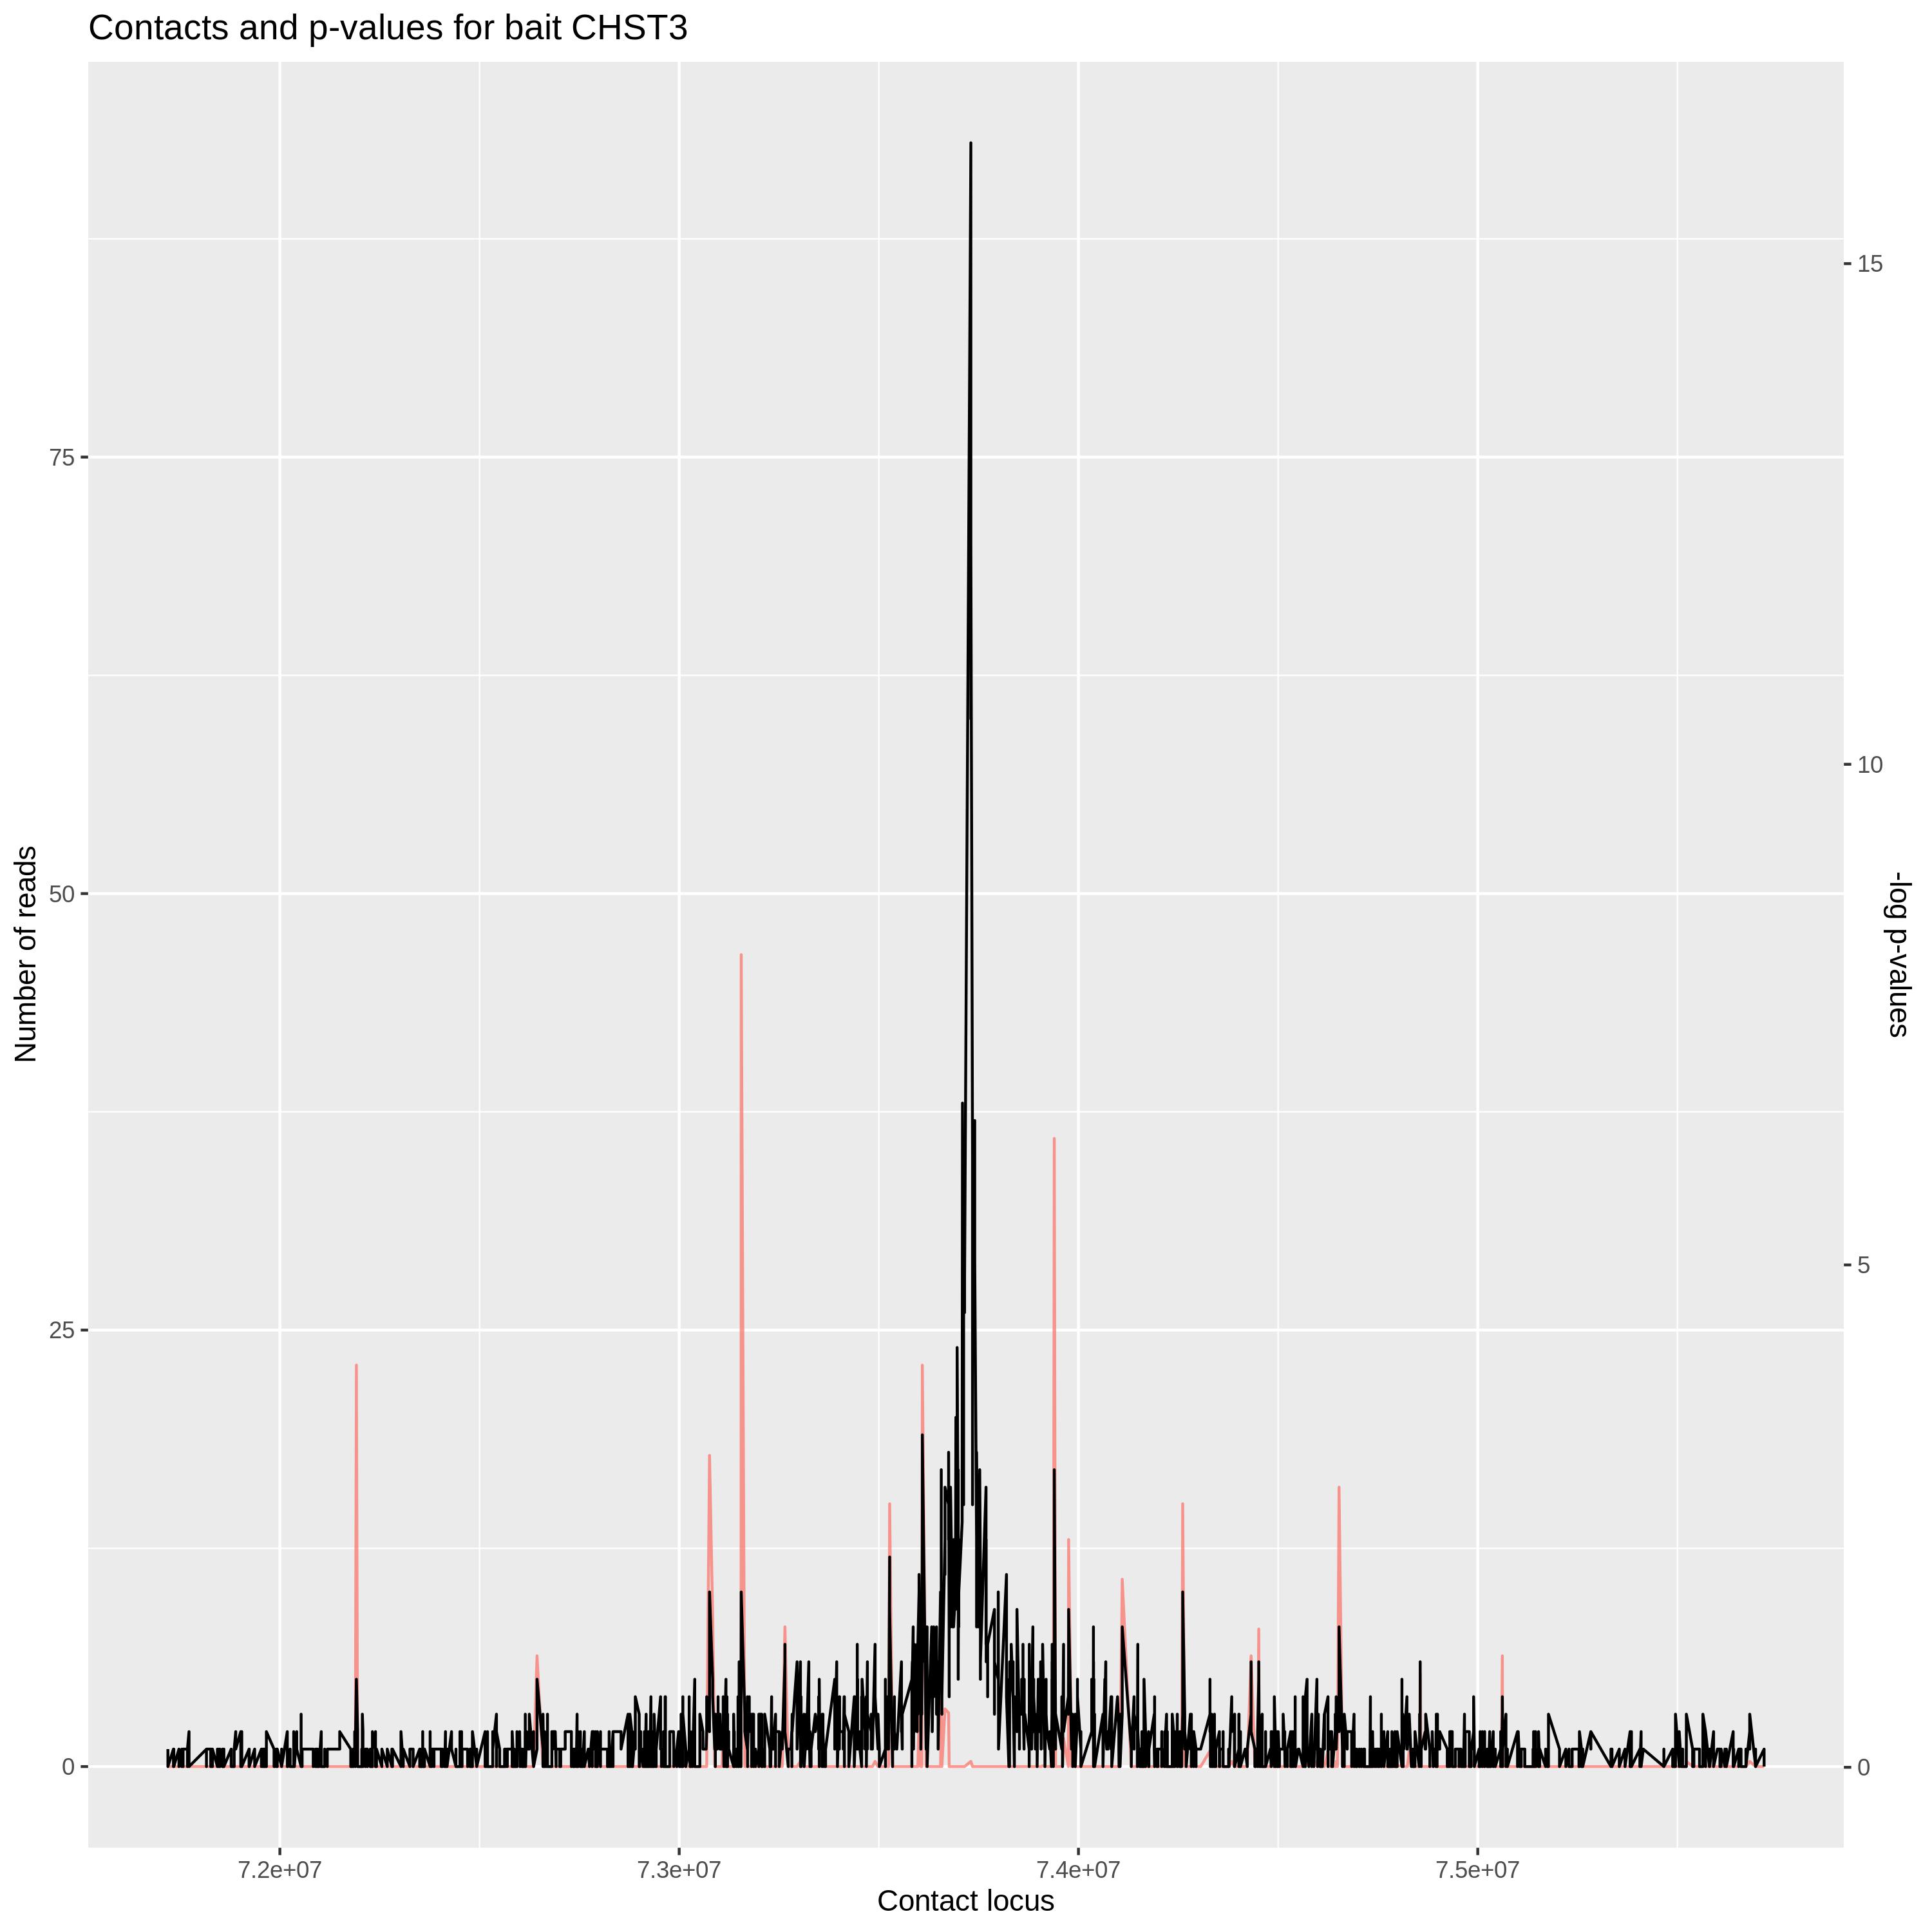 Contacts and p-values for bait CHST3
Number of reads
75
50
25
0
15
10
5
0
-log p-values
7.2e+07 7.3e+07 7.4e+07 7.5e+07
Contact locus